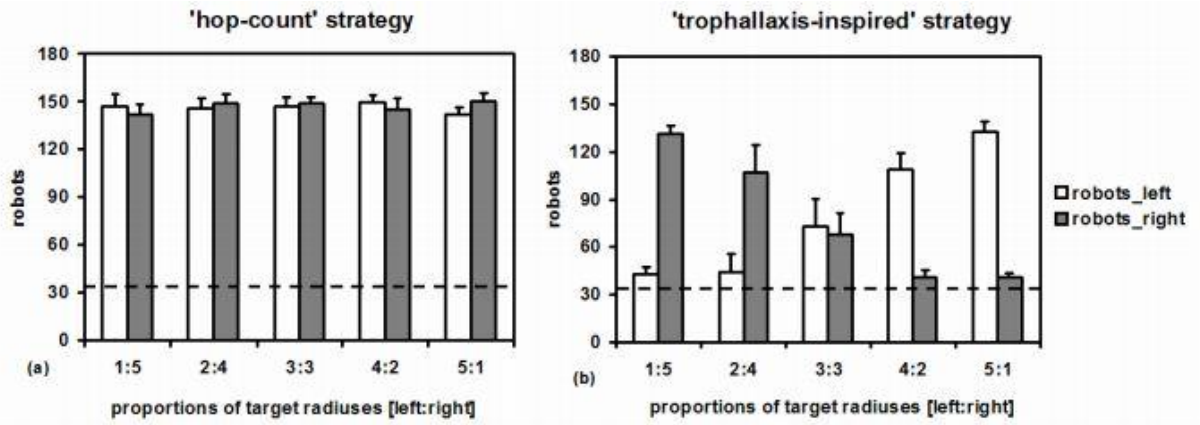 'hop-count' strategy
180
150
120
90
60
30
0
robots
1:5 2:4 3:3 4:2 5:1
(a)
proportions of target radiuses [left:right]
'trophallaxis-inspired' strategy
180
150
120
90
60
30
0
robots
1:5 2:4 3:3 4:2 5:1
(b)
proportions of target radiuses [left:right]
robots_left
robots_right